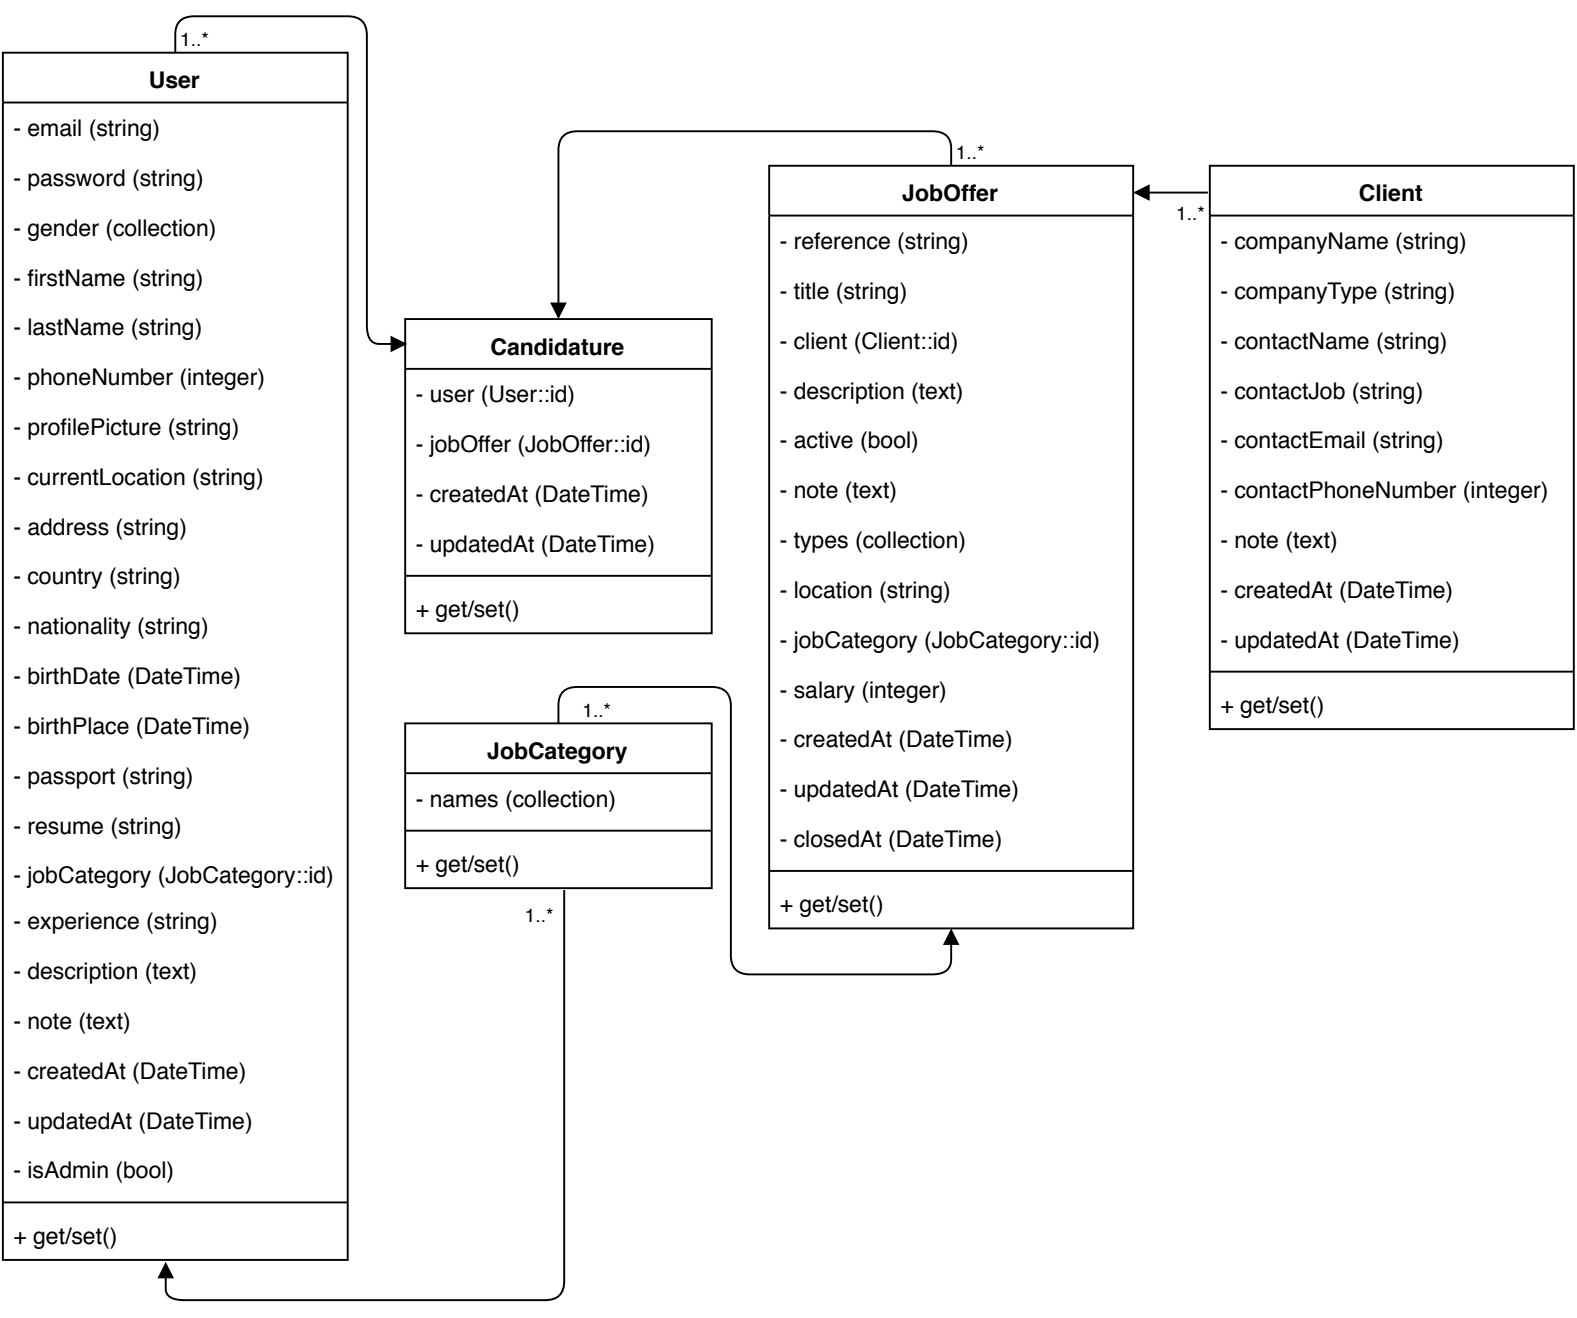 1..*
User
- email (string)
- password (string)
- gender (collection)
- firstName (string)
- lastName (string)
- phoneNumber (integer)
- profilePicture (string)
- currentLocation (string)
- address (string)
- country (string)
- nationality (string)
- birthDate (DateTime)
- birthPlace (DateTime)
- passport (string)
- resume (string)
- jobCategory (JobCategory::id)
- experience (string)
- description (text)
- note (text)
- createdAt (DateTime)
- updatedAt (DateTime)
- isAdmin (bool)
+ get/set()
Candidature
- user (User::id)
- jobOffer (JobOffer::id)
- createdAt (DateTime)
- updatedAt (DateTime)
+ get/set()
1..*
JobCategory
- names (collection)
+ get/set()
1..*
1..*
JobOffer
- reference (string)
- title (string)
- client (Client::id)
- description (text)
- active (bool)
- note (text)
- types (collection)
- location (string)
- jobCategory (JobCategory::id)
- salary (integer)
- createdAt (DateTime)
- updatedAt (DateTime)
- closedAt (DateTime)
+ get/set()
1..*
Client
- companyName (string)
- companyType (string)
- contactName (string)
- contactJob (string)
- contactEmail (string)
- contactPhoneNumber (integer)
- note (text)
- createdAt (DateTime)
- updatedAt (DateTime)
+ get/set()